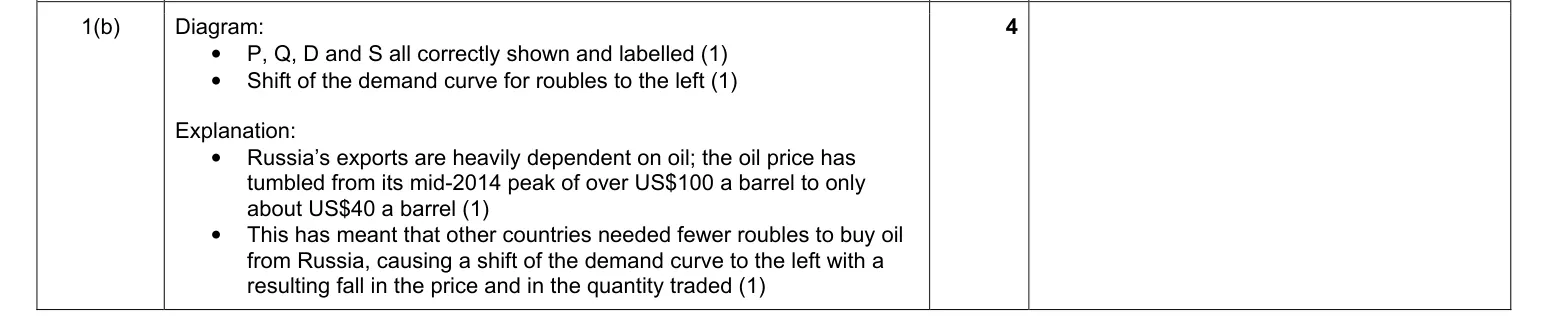 1(b)
Diagram:
4
• P, Q, D and S all correctly shown and labelled (1)
• Shift of the demand curve for roubles to the left (1)
Explanation:
• Russia’s exports are heavily dependent on oil; the oil price has
tumbled from its mid-2014 peak of over US$100 a barrel to only
about US$40 a barrel (1)
• This has meant that other countries needed fewer roubles to buy oil
from Russia, causing a shift of the demand curve to the left with a
resulting fall in the price and in the quantity traded (1)